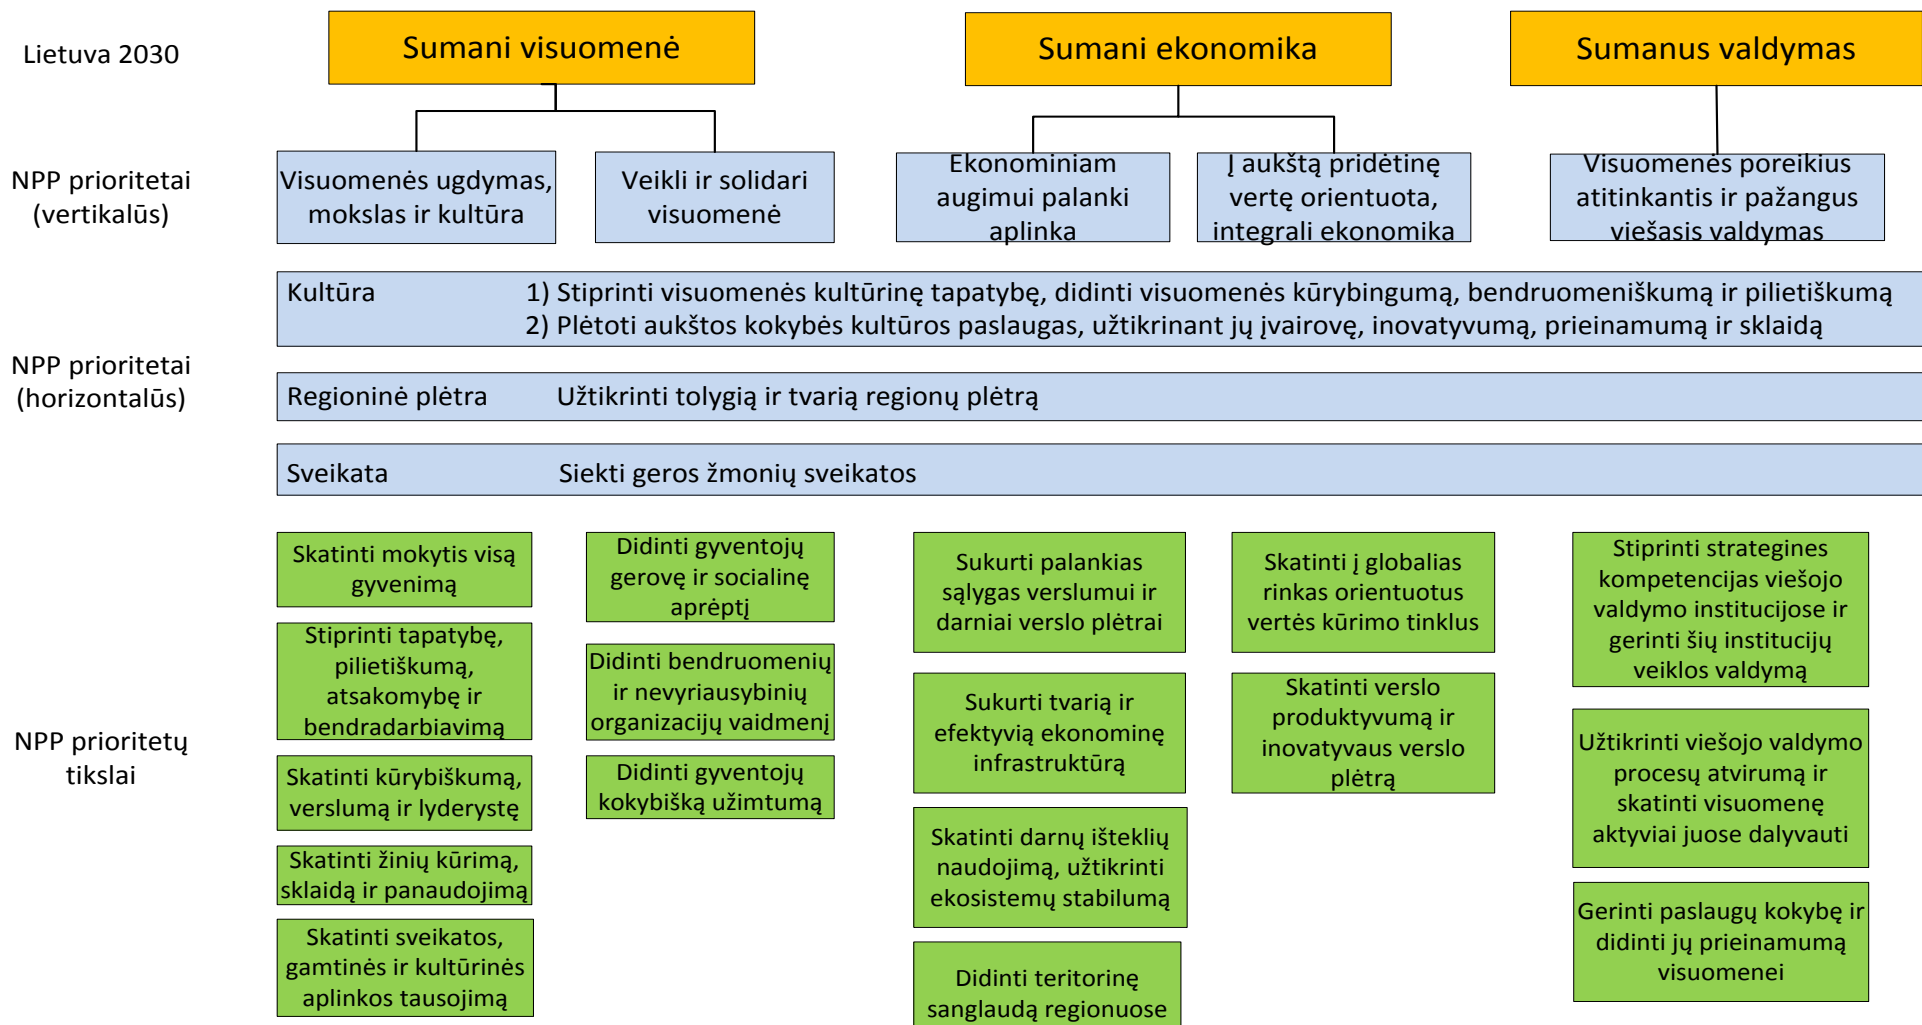 Lietuva 2030
Sumani visuomenė
Sumani ekonomika
Sumanus valdymas
NPP prioritetai
(vertikalūs)
Visuomenės ugdymas,
mokslas ir kultūra
Veikli ir solidari
visuomenė
Ekonominiam
augimui palanki
aplinka
Į aukštą pridėtinę
vertę orientuota,
integrali ekonomika
Visuomenės poreikius
atitinkantis ir pažangus
viešasis valdymas
NPP prioritetai
(horizontalūs)
Kultūra 1) Stiprinti visuomenės kultūrinę tapatybę, didinti visuomenės kūrybingumą, bendruomeniškumą ir pilietiškumą
2) Plėtoti aukštos kokybės kultūros paslaugas, užtikrinant jų įvairovę, inovatyvumą, prieinamumą ir sklaidą
Regioninė plėtra Užtikrinti tolygią ir tvarią regionų plėtrą
Sveikata Siekti geros žmonių sveikatos
NPP prioritetų
tikslai
Skatinti mokytis visą
gyvenimą
Stiprinti tapatybę,
pilietiškumą,
atsakomybę ir
bendradarbiavimą
Skatinti kūrybiškumą,
verslumą ir lyderystę
Skatinti žinių kūrimą,
sklaidą ir panaudojimą
Skatinti sveikatos,
gamtinės ir kultūrinės
aplinkos tausojimą
Didinti gyventojų
gerovę ir socialinę
aprėptį
Didinti bendruomenių
ir nevyriausybinių
organizacijų vaidmenį
Didinti gyventojų
kokybišką užimtumą
Sukurti palankias
sąlygas verslumui ir
darniai verslo plėtrai
Sukurti tvarią ir
efektyvią ekonominę
infrastruktūrą
Skatinti darnų išteklių
naudojimą, užtikrinti
ekosistemų stabilumą
Didinti teritorinę
sanglaudą regionuose
Skatinti į globalias
rinkas orientuotus
vertės kūrimo tinklus
Skatinti verslo
produktyvumą ir
inovatyvaus verslo
plėtrą
Stiprinti strategines
kompetencijas viešojo
valdymo institucijose ir
gerinti šių institucijų
veiklos valdymą
Užtikrinti viešojo valdymo
procesų atvirumą ir
skatinti visuomenę
aktyviai juose dalyvauti
Gerinti paslaugų kokybę ir
didinti jų prieinamumą
visuomenei